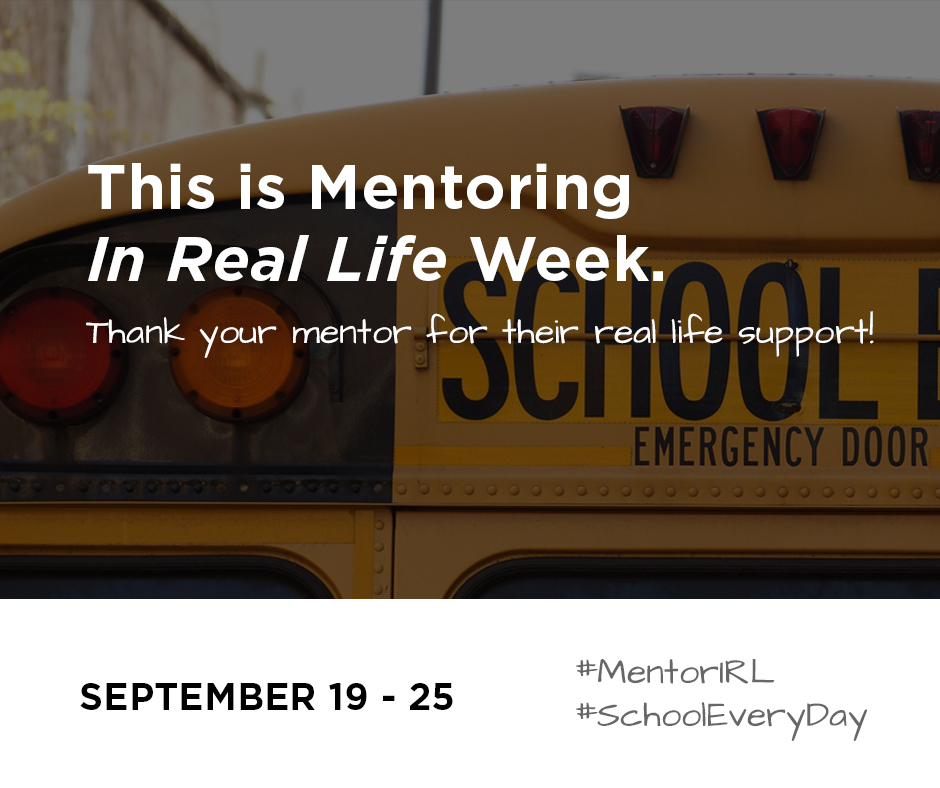 This is Mentoring
In Real Life Week.
Thank your mentor for their real life support!
SCHOOL
EMERGENCY DOOR
SEPTEMBER 19 - 25
#MentorIRL
#SchoolEveryDay